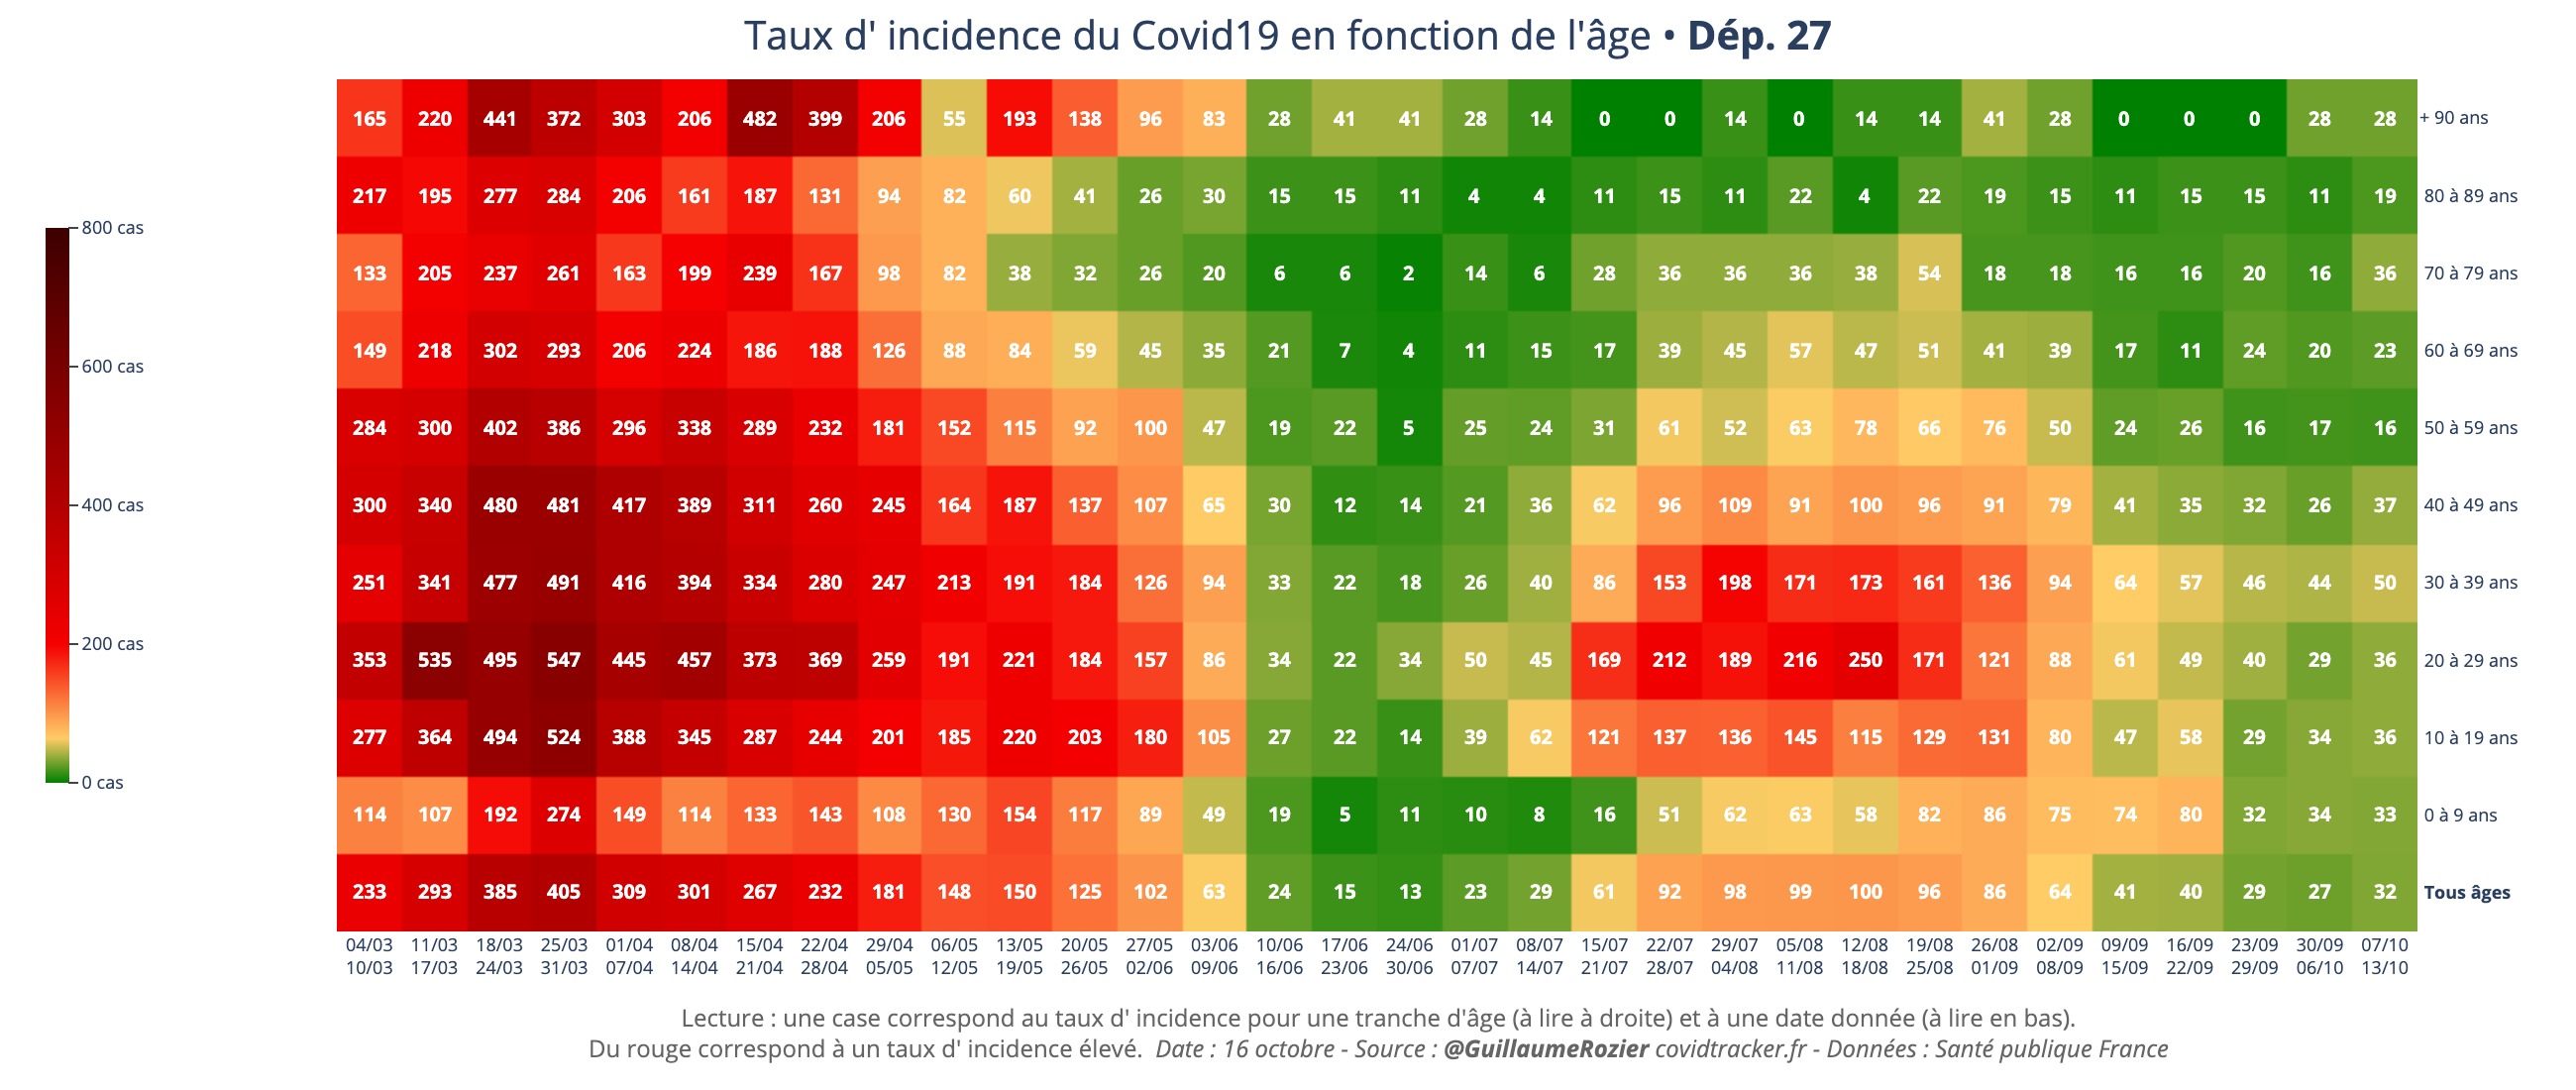 Taux d' incidence du Covid19 en fonction de l'âge • Dép. 27
165 220 441 372 303 206 482 399 206 55 193 138 96 83 28 41 41 28 14 0 0 14 0 14 14 41 28 0 0 0 28 28 + 90 ans
217 195 277 284 206 161 187 131 94 82 60 41 26 30 15 15 11 4 4 11 15 11 22 4 22 19 15 11 15 15 11 19 80 à 89 ans
800 cas
133 205 237 261 163 199 239 167 98 82 38 32 26 20 6 6 2 14 6 28 36 36 36 38 54 18 18 16 16 20 16 36 70 à 79 ans
149 218 302 293 206 224 186 188 126 88 84 59 45 35 21 7 4 11 15 17 39 45 57 47 51 41 39 17 11 24 20 23 60 à 69 ans
600 cas
284 300 402 386 296 338 289 232 181 152 115 92 100 47 19 22 5 25 24 31 61 52 63 78 66 76 50 24 26 16 17 16 50 à 59 ans
400 cas
300 340 480 481 417 389 311 260 245 164 187 137 107 65 30 12 14 21 36 62 96 109 91 100 96 91 79 41 35 32 26 37 40 à 49 ans
251 341 477 491 416 394 334 280 247 213 191 184 126 94 33 22 18 26 40 86 153 198 171 173 161 136 94 64 57 46 44 50 30 à 39 ans
200 cas
353 535 495 547 445 457 373 369 259 191 221 184 157 86 34 22 34 50 45 169 212 189 216 250 171 121 88 61 49 40 29 36 20 à 29 ans
277 364 494 524 388 345 287 244 201 185 220 203 180 105 27 22 14 39 62 121 137 136 145 115 129 131 80 47 58 29 34 36 10 à 19 ans
0 cas
114 107 192 274 149 114 133 143 108 130 154 117 89 49 19 5 11 10 8 16 51 62 63 58 82 86 75 74 80 32 34 33 0 à 9 ans
233 293 385 405 309 301 267 232 181 148 150 125 102 63 24 15 13 23 29 61 92 98 99 100 96 86 64 41 40 29 27 32 Tous âges
04/03 11/03 18/03 25/03 01/04 08/04 15/04 22/04 29/04 06/05 13/05 20/05 27/05 03/06 10/06 17/06 24/06 01/07 08/07 15/07 22/07 29/07 05/08 12/08 19/08 26/08 02/09 09/09 16/09 23/09 30/09 07/10
10/03 17/03 24/03 31/03 07/04 14/04 21/04 28/04 05/05 12/05 19/05 26/05 02/06 09/06 16/06 23/06 30/06 07/07 14/07 21/07 28/07 04/08 11/08 18/08 25/08 01/09 08/09 15/09 22/09 29/09 06/10 13/10
Lecture : une case correspond au taux d' incidence pour une tranche d'âge (à lire à droite) et à une date donnée (à lire en bas).
Du rouge correspond à un taux d' incidence élevé. Date : 16 octobre - Source : @GuillaumeRozier covidtracker.fr - Données : Santé publique France